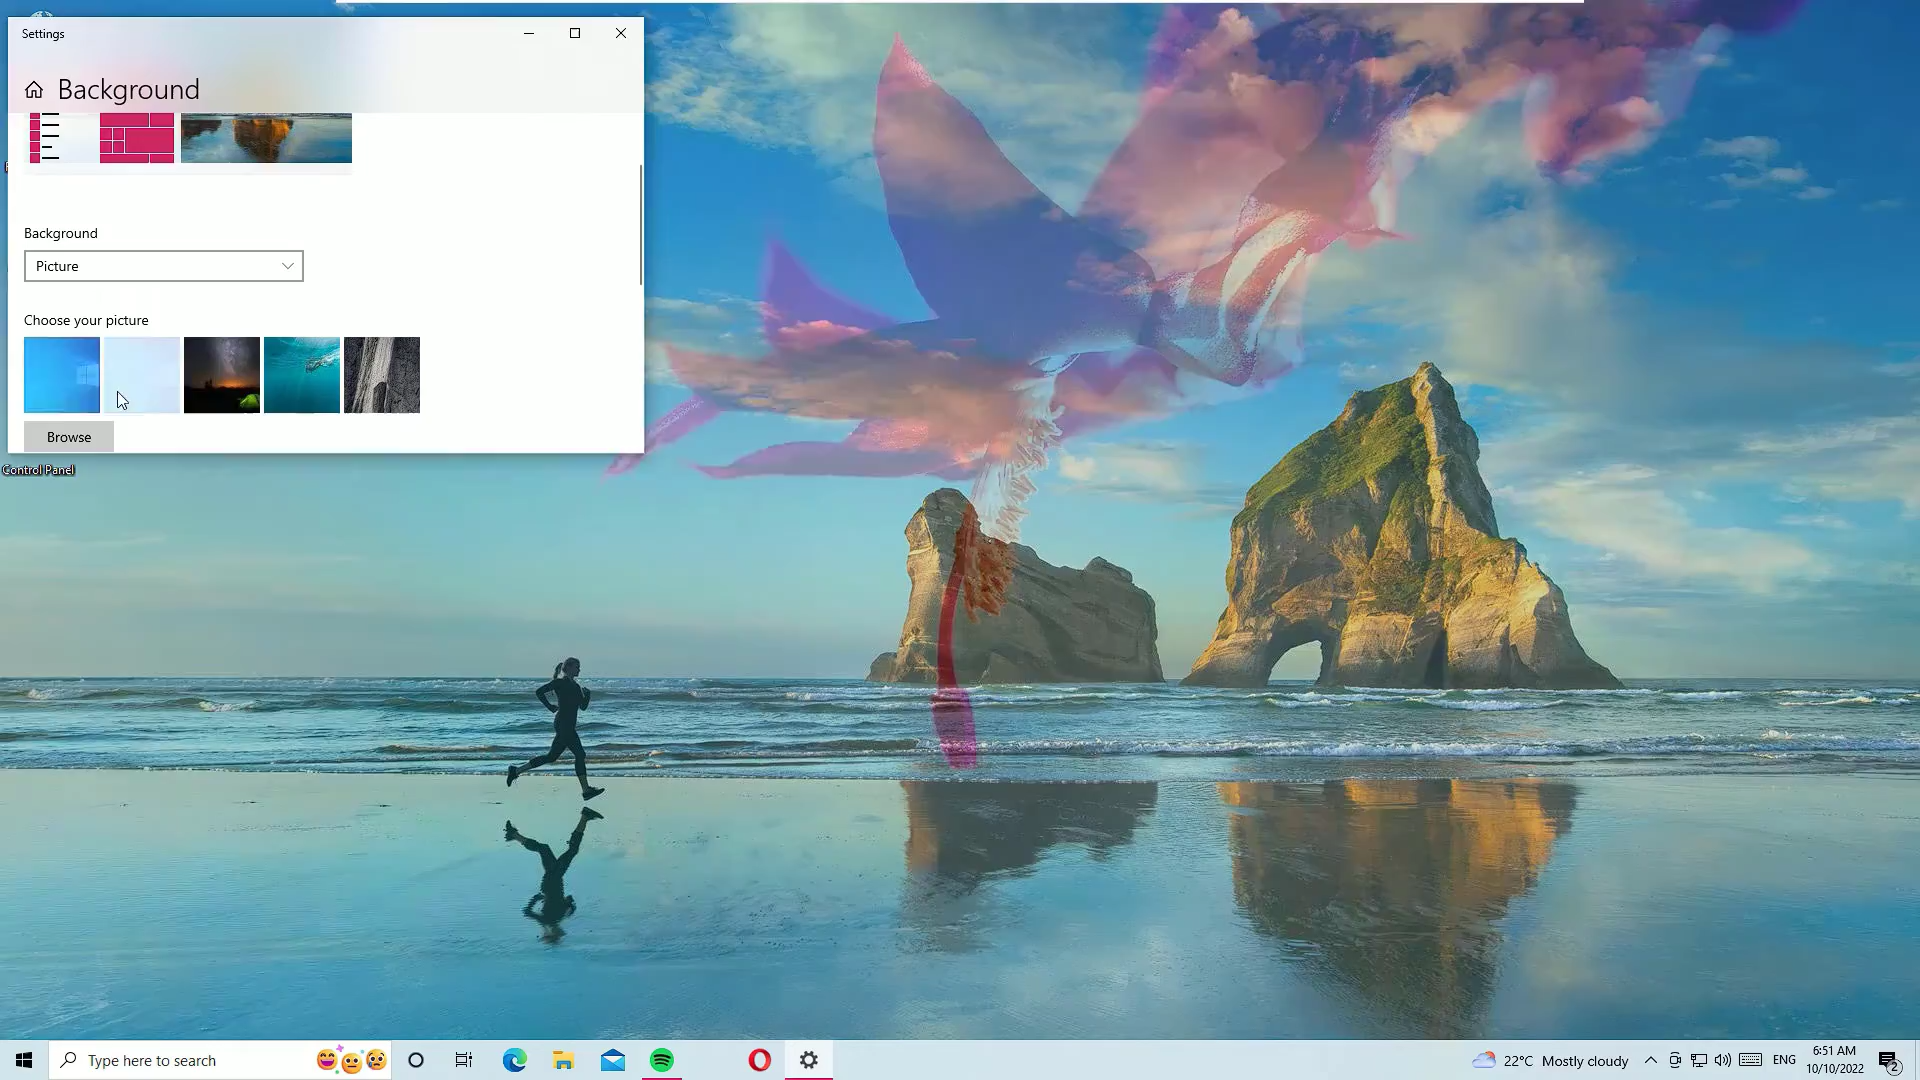 Settings
Background
Background
Picture
Choose your picture
Browse
Control Panel
Type here to search
22°C Mostly cloudy
ENG
6:51 AM
10/10/2022
2